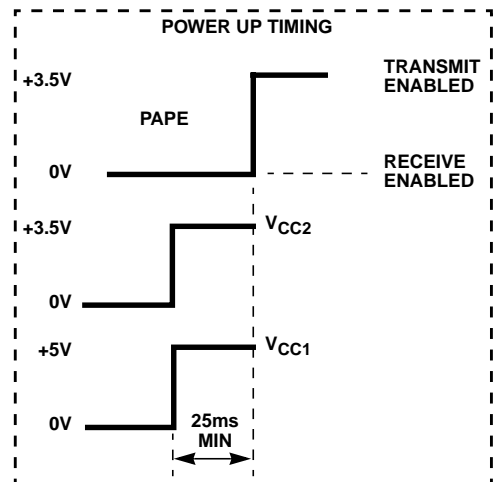 POWER UP TIMING
+3.5V
TRANSMIT
ENABLED
PAPE
0V
RECEIVE
ENABLED
+3.5V
VCC2
0V
+5V
VCC1
0V
25ms
MIN